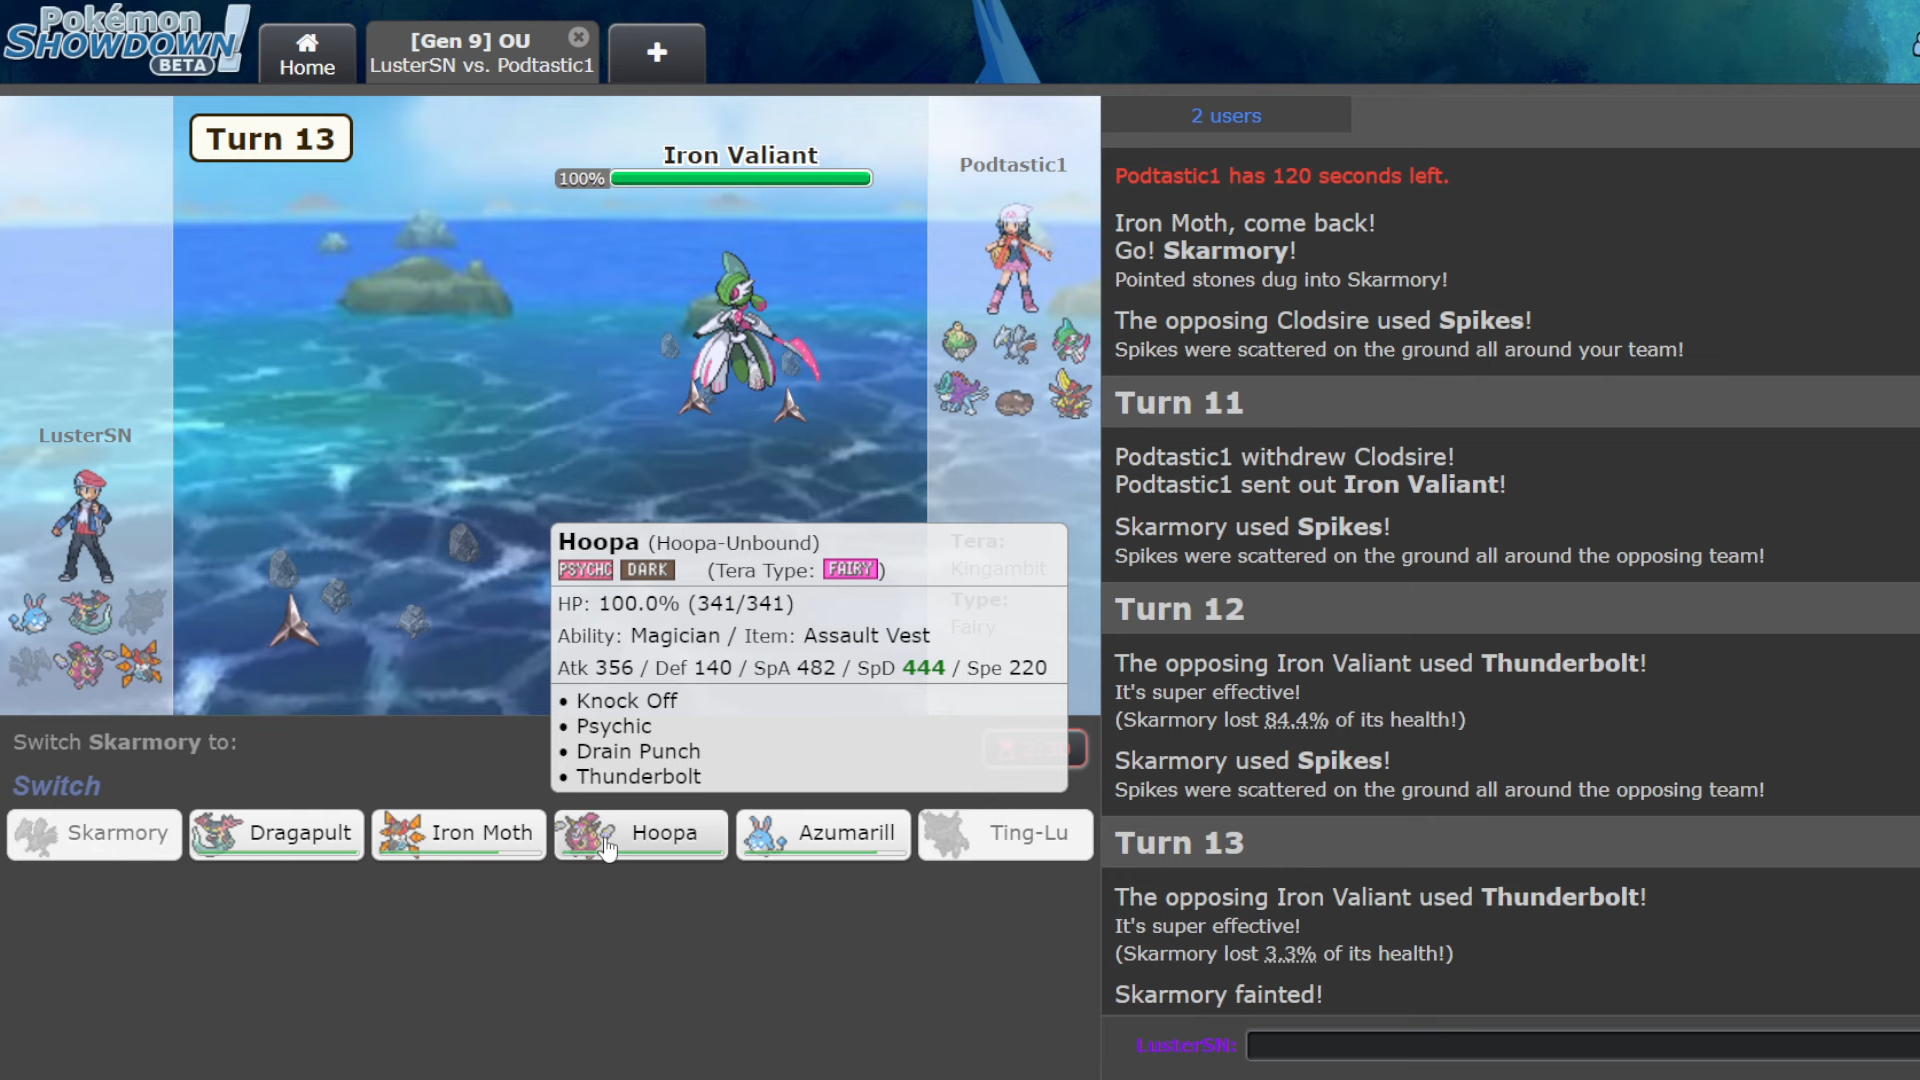 Pokémon
SHOWDOWN!
BETA
Home
[Gen 9] OU
LusterSN vs. Podtastic1
Turn 13
Iron Valiant
100%
Podtastic1
LusterSN
Hoopa (Hoopa-Unbound)
PSYCHC DARK (Tera Type: FAIRY)
HP: 100.0% (341/341)
Ability: Magician / Item: Assault Vest
Atk 356 / Def 140 / SpA 482 / SpD 444 / Spe 220
• Knock Off
• Psychic
• Drain Punch
• Thunderbolt
Tera:
Kingambit
Type:
Fairy
Switch Skarmory to:
Switch
Skarmory
Dragapult
Iron Moth
Hoopa
Azumarill
Ting-Lu
2 users
Podtastic1 has 120 seconds left.
Iron Moth, come back!
Go! Skarmory!
Pointed stones dug into Skarmory!
The opposing Clodsire used Spikes!
Spikes were scattered on the ground all around your team!
Turn 11
Podtastic1 withdrew Clodsire!
Podtastic1 sent out Iron Valiant!
Skarmory used Spikes!
Spikes were scattered on the ground all around the opposing team!
Turn 12
The opposing Iron Valiant used Thunderbolt!
It's super effective!
(Skarmory lost 84.4% of its health!)
Skarmory used Spikes!
Spikes were scattered on the ground all around the opposing team!
Turn 13
The opposing Iron Valiant used Thunderbolt!
It's super effective!
(Skarmory lost 3.3% of its health!)
Skarmory fainted!
LusterSN: